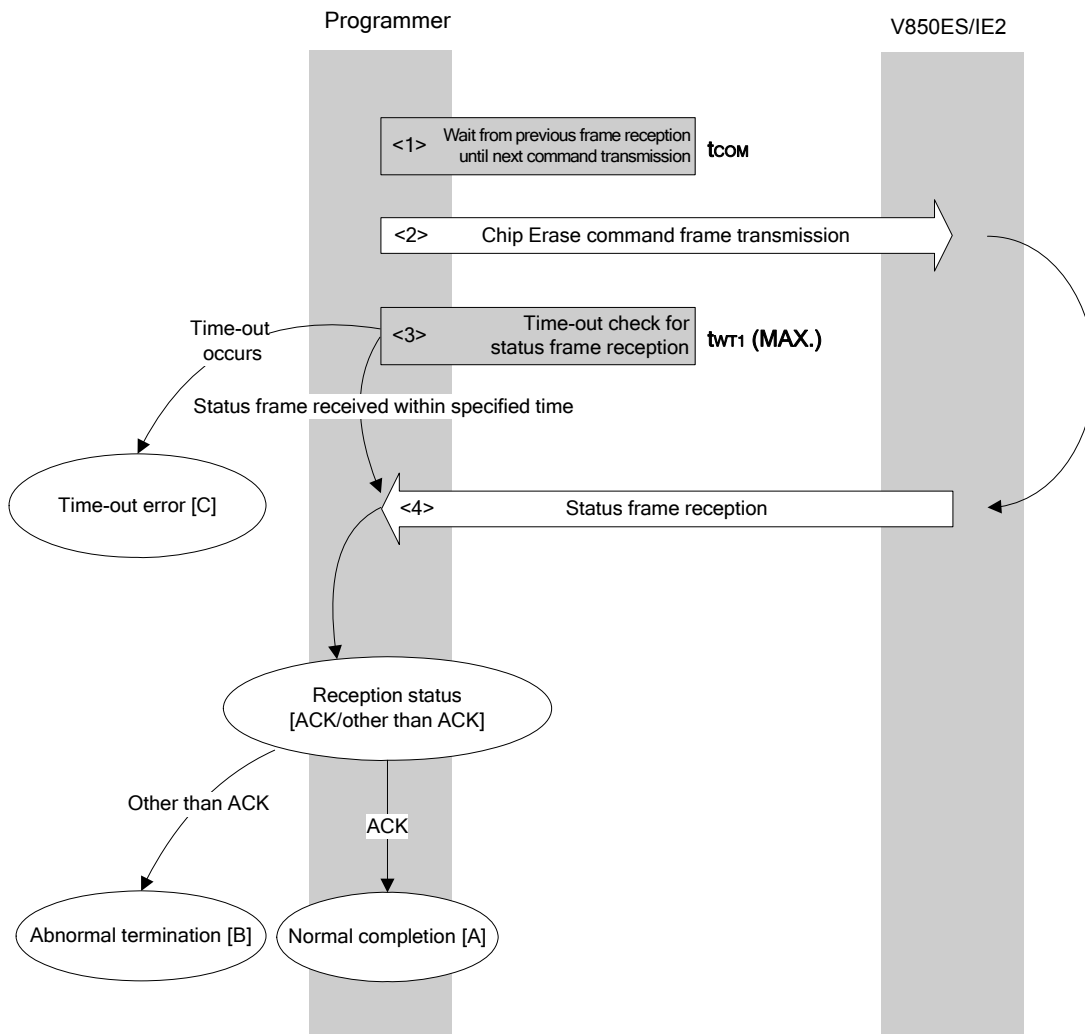 Programmer
V850ES/IE2
<1> Wait from previous frame reception
until next command transmission
tCOM
<2> Chip Erase command frame transmission
<3> Time-out check for
status frame reception
tWT1 (MAX.)
Time-out
occurs
Status frame received within specified time
Time-out error [C]
<4> Status frame reception
Reception status
[ACK/other than ACK]
Other than ACK
ACK
Abnormal termination [B]
Normal completion [A]